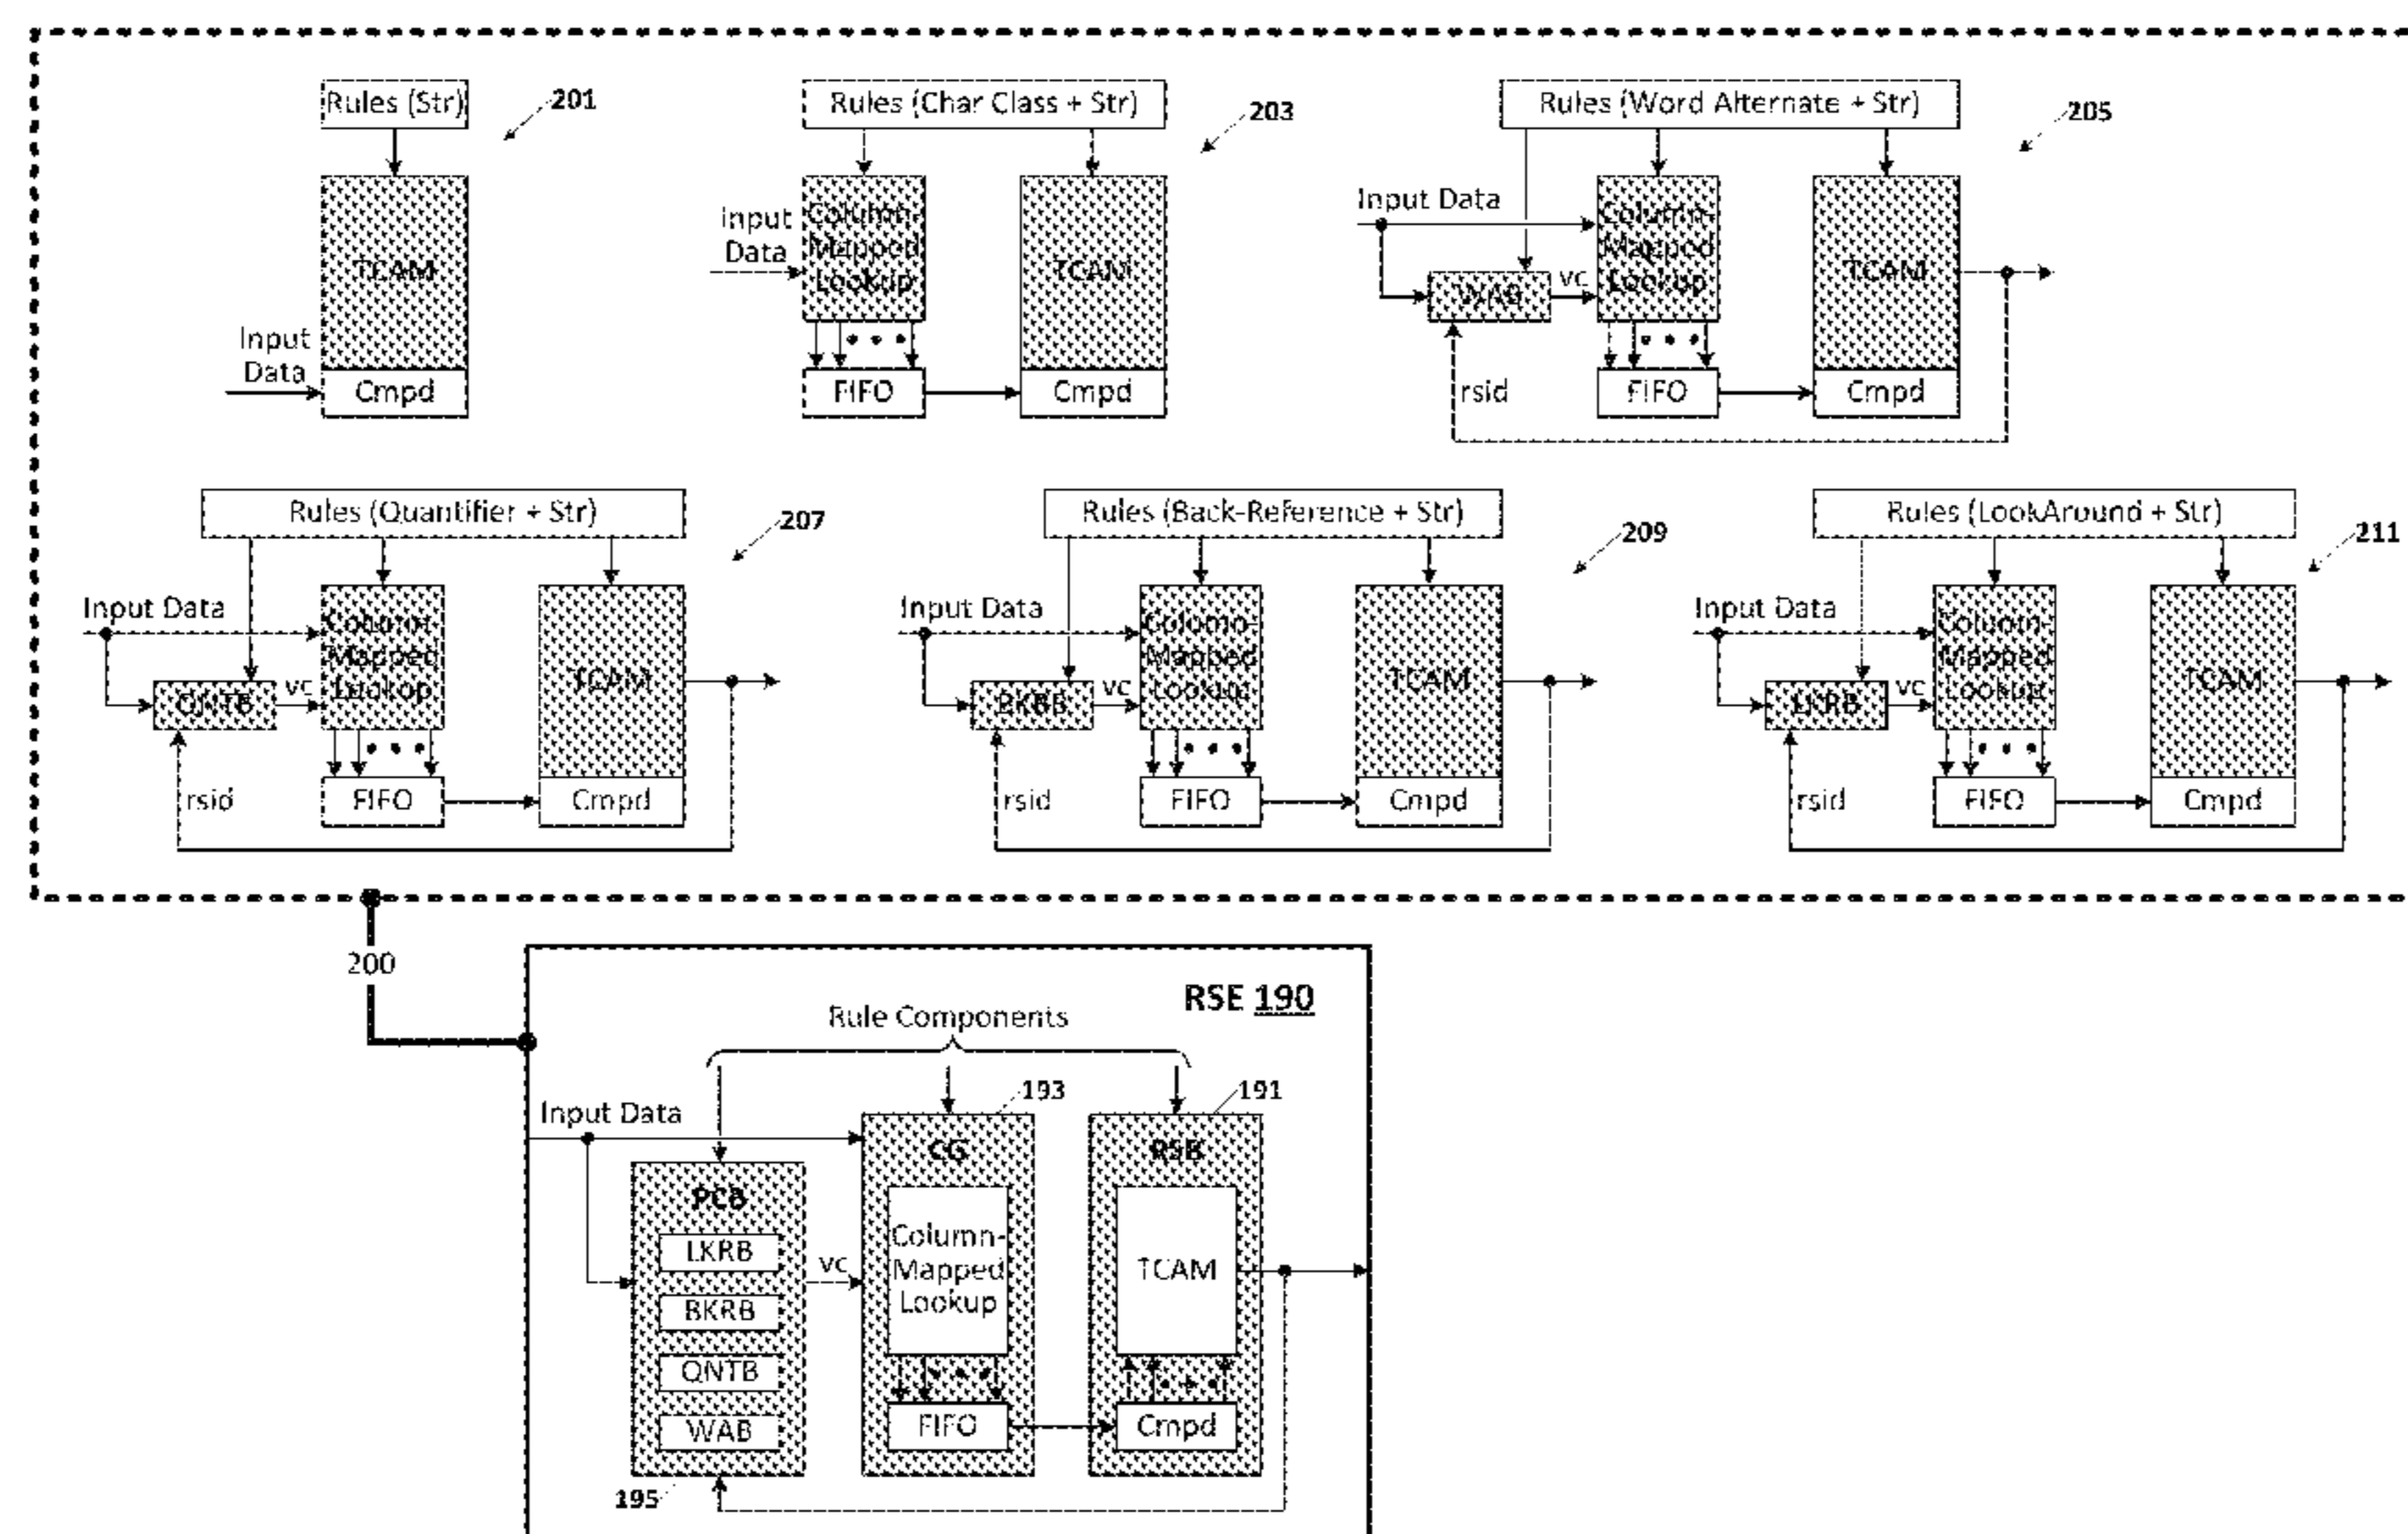 Rules (Str)
201
TCAM
Input
Data
Cmpd
Rules (Char Class + Str)
203
Input
Data
Column-
Mapped
Lookup
TCAM
FIFO
Cmpd
Rules (Word Alternate + Str)
205
Input Data
WAB
vc
Column-
Mapped
Lookup
TCAM
rsid
FIFO
Cmpd
Rules (Quantifier + Str)
207
Input Data
QNTB
vc
Column-
Mapped
Lookup
TCAM
rsid
FIFO
Cmpd
Rules (Back-Reference + Str)
209
Input Data
BKRB
vc
Column-
Mapped
Lookup
TCAM
rsid
FIFO
Cmpd
Rules (LookAround + Str)
211
Input Data
LKRB
vc
Column-
Mapped
Lookup
TCAM
rsid
FIFO
Cmpd
200
RSE 190
Rule Components
193
191
Input Data
PCB
LKRB
BKRB
QNTB
WAB
195
vc
CG
Column-
Mapped
Lookup
FIFO
RSB
TCAM
Cmpd